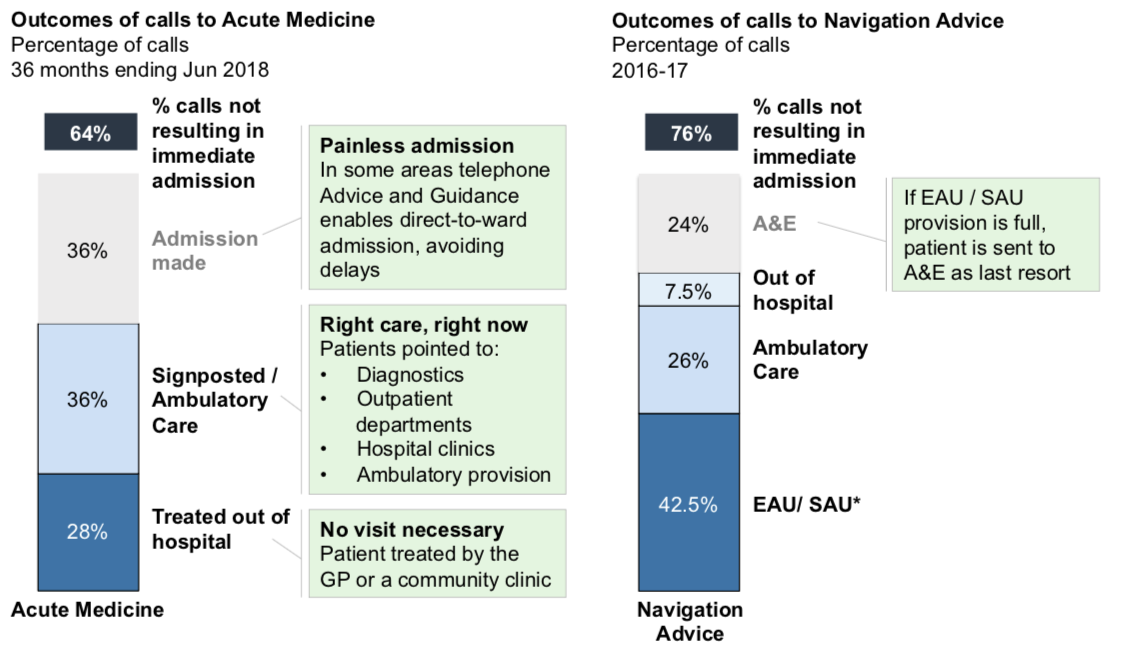 Outcomes of calls to Acute Medicine
Percentage of calls
36 months ending Jun 2018
64%
% calls not
resulting in
immediate
admission
36%
Admission
made
Painless admission
In some areas telephone
Advice and Guidance
enables direct-to-ward
admission, avoiding
delays
36%
Signposted /
Ambulatory
Care
Right care, right now
Patients pointed to:
• Diagnostics
• Outpatient
departments
• Hospital clinics
• Ambulatory provision
28%
Treated out of
hospital
No visit necessary
Patient treated by the
GP or a community clinic
Acute Medicine
Outcomes of calls to Navigation Advice
Percentage of calls
2016-17
76%
% calls not
resulting in
immediate
admission
24%
A&E
If EAU / SAU
provision is full,
patient is sent to
A&E as last resort
7.5%
Out of
hospital
26%
Ambulatory
Care
42.5%
EAU/ SAU*
Navigation
Advice